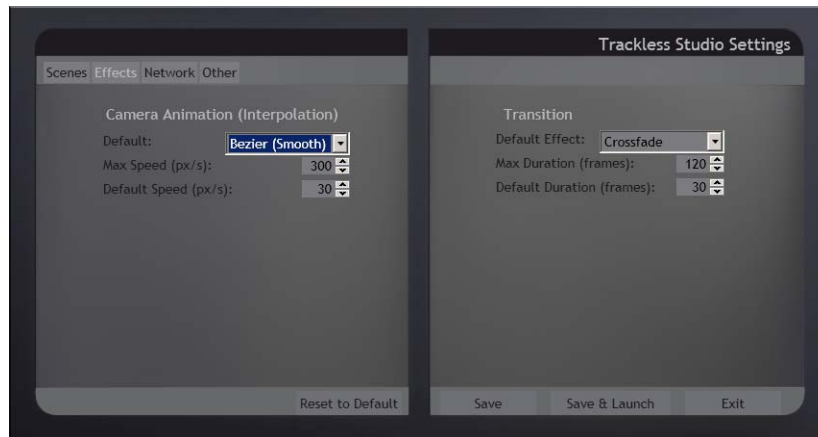 Trackless Studio Settings
Scenes Effects Network Other
Camera Animation (Interpolation)
Default: Bezier (Smooth)
Max Speed (px/s): 300
Default Speed (px/s): 30
Transition
Default Effect: Crossfade
Max Duration (frames): 120
Default Duration (frames): 30
Reset to Default
Save Save & Launch Exit